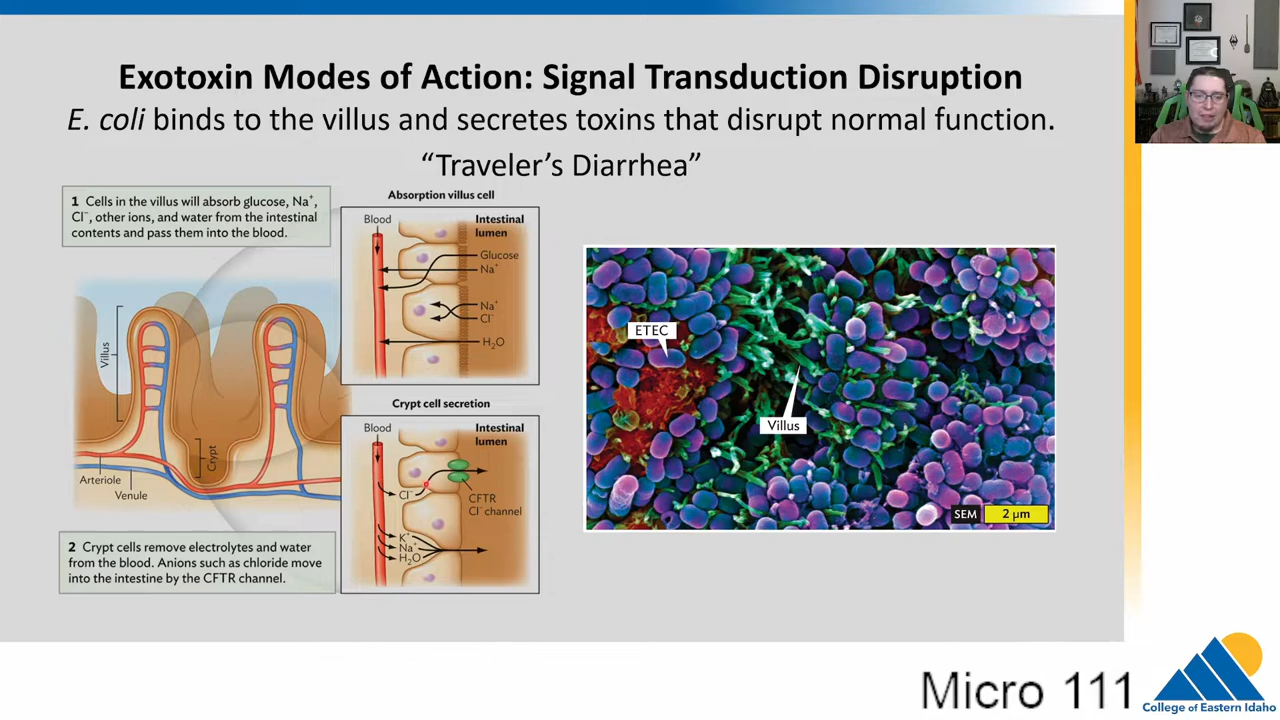 Exotoxin Modes of Action: Signal Transduction Disruption
E. coli binds to the villus and secretes toxins that disrupt normal function.
“Traveler’s Diarrhea”
1 Cells in the villus will absorb glucose, Na⁺,
Cl⁻, other ions, and water from the intestinal
contents and pass them into the blood.
Villus
Crypt
Arteriole
Venule
2 Crypt cells remove electrolytes and water
from the blood. Anions such as chloride move
into the intestine by the CFTR channel.
Absorption villus cell
Blood
Intestinal
lumen
Glucose
Na⁺
Na⁺
Cl⁻
H₂O
Crypt cell secretion
Blood
Intestinal
lumen
Cl⁻
CFTR
Cl⁻ channel
K⁺
Na⁺
H₂O
ETEC
Villus
SEM 2 µm
Micro 111
College of Eastern Idaho